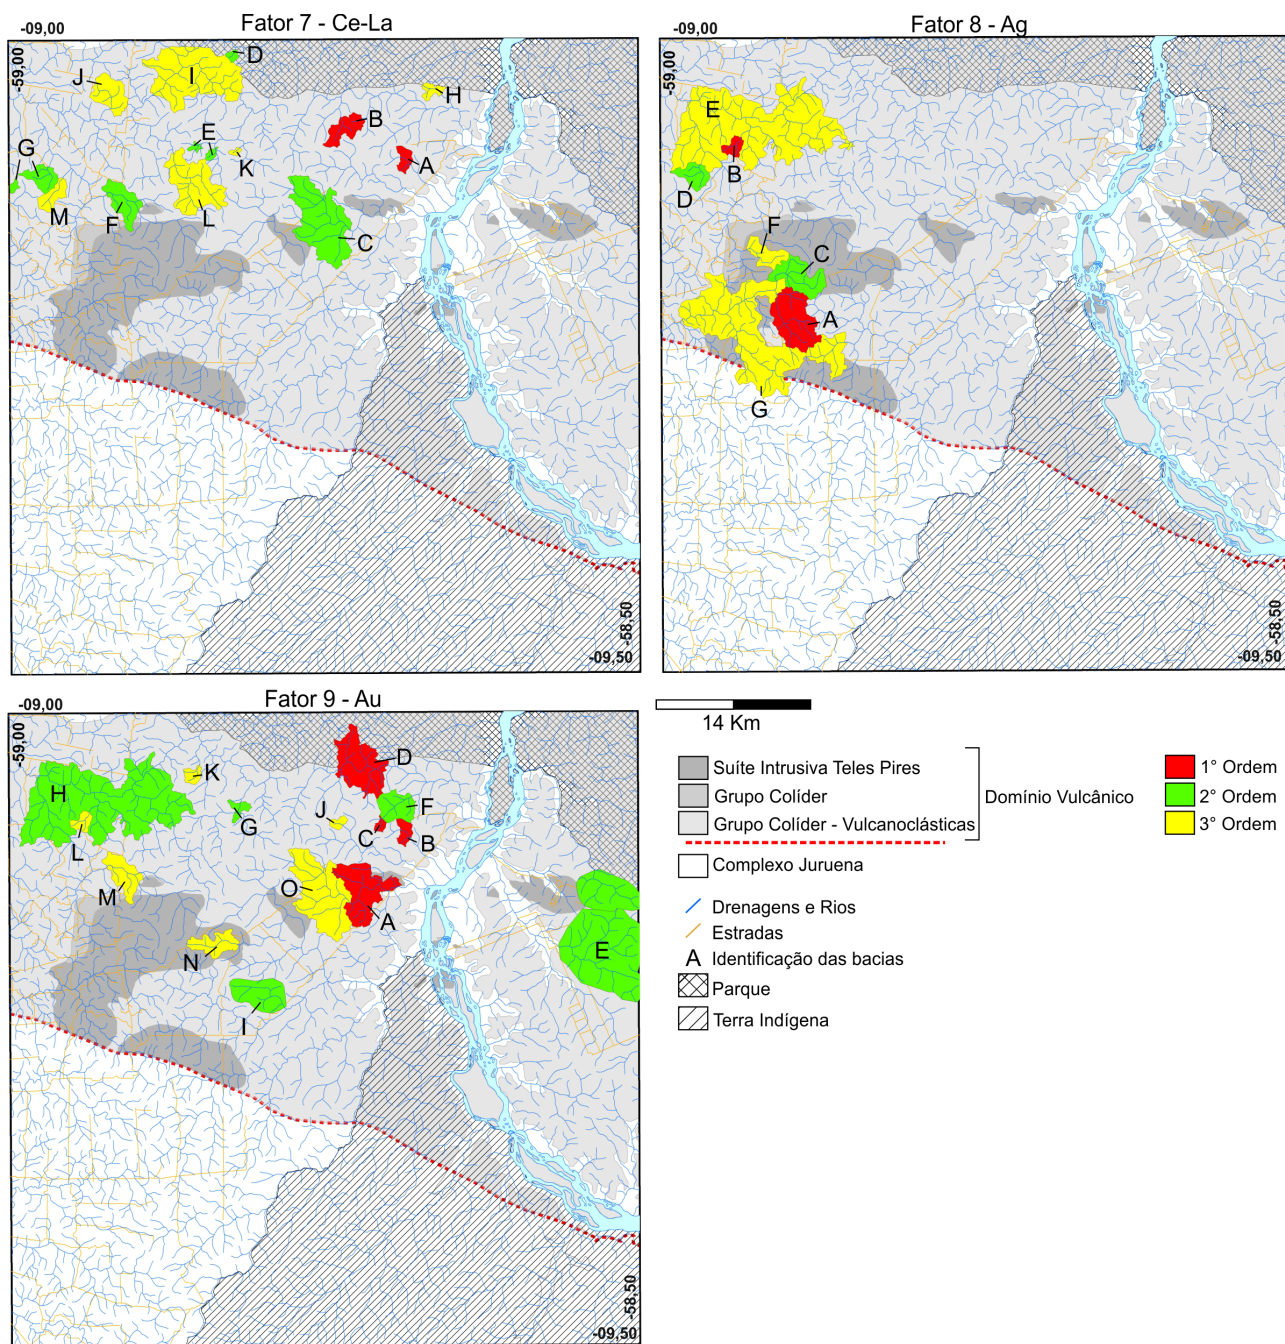 Fator 7 - Ce-La
-09,00
-59,00
D
J
I
H
B
E
K
A
G
M
F
L
C
-58,50
-09,50
Fator 8 - Ag
-09,00
-59,00
E
B
D
F
C
A
G
-58,50
-09,50
Fator 9 - Au
-09,00
-59,00
D
K
H
F
G
J
L
C
B
M
O
A
E
N
I
-58,50
-09,50
14 Km
Suíte Intrusiva Teles Pires
Grupo Colíder
Grupo Colíder - Vulcanoclásticas
Domínio Vulcânico
Complexo Juruena
Drenagens e Rios
Estradas
A Identificação das bacias
Parque
Terra Indígena
1° Ordem
2° Ordem
3° Ordem